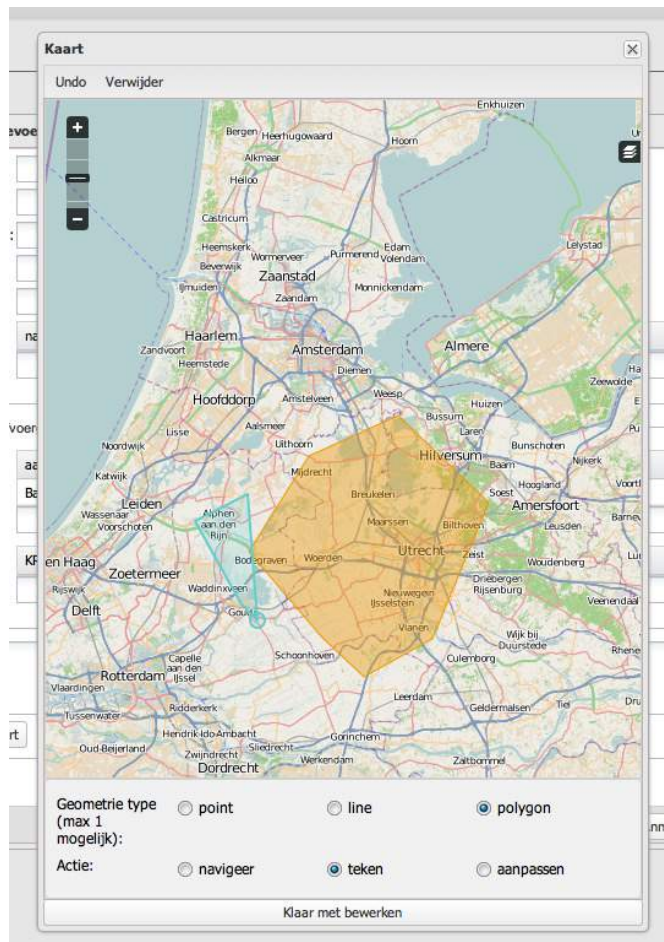 Kaart
Undo Verwijder
Enkhuizen
Bergen Heerhugowaard Hoorn
Alkmaar
Heiloo
Castricum
Lelystad
Heemskerk Wormerveer Purmerend Edam
Volendam
Beverwijk
Zaanstad
IJmuiden Monnickendam
Zaandam
Haarlem
Zandvoort Amsterdam Almere
Heemstede Diemen
Zeewolde
Hoofddorp Amstelveen Weesp
Huizen
Bussum
Lisse Aalsmeer Laren
Noordwijk Uithoorn Bunschoten
Hilversum
Katwijk Mijdrecht Baarn Nijkerk
Hoogland
Leiden Breukelen Soest
Wassenaar Alphen
aan den
Rijn
Amersfoort
Voorschoten Maarssen Bilthoven Leusden
Utrecht
en Haag Bodegraven Woerden Zeist
Zoetermeer Woudenberg
Driebergen
Rijsenburg
Rijswijk Waddinxveen Nieuwegein
IJsselstein
Veenendaal
Delft Gouda
Vianen
Wijk bij
Duurstede
Schoonhoven Culemborg
Capelle
aan den
IJssel
Rotterdam
Vlaardingen Leerdam
Ridderkerk Geldermalsen Tiel
Tussenwater
Hendrik-Ido-Ambacht Gorinchem
Oud-Beijerland Zwijndrecht Sliedrecht
Werkendam Zaltbommel
Dordrecht
Geometrie type
(max 1
mogelijk):
point line polygon
Actie:
navigeer teken aanpassen
Klaar met bewerken